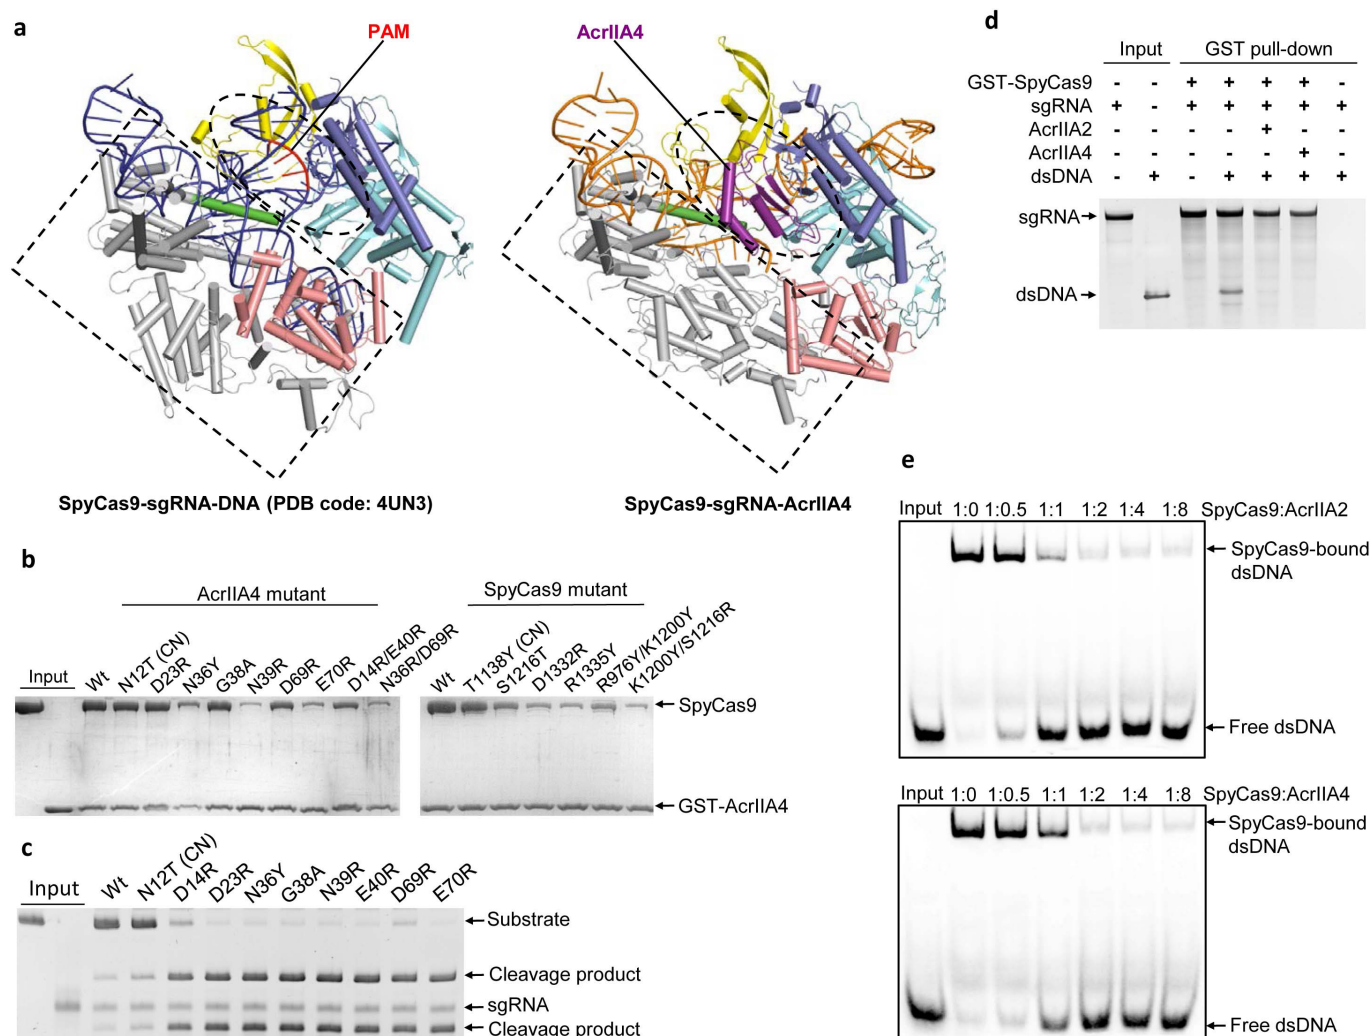 a
PAM
AcrIIA4
SpyCas9-sgRNA-DNA (PDB code: 4UN3)
SpyCas9-sgRNA-AcrIIA4
b
AcrIIA4 mutant
SpyCas9 mutant
Input
Wt
N12T (CN)
D23R
N36Y
G38A
N39R
D69R
E70R
D14R/E40R
N36R/D69R
Wt
T1138Y (CN)
S1216T
D1332R
R1335Y
R976Y/K1200Y
K1200Y/S1216R
SpyCas9
GST-AcrIIA4
c
Input
Wt
N12T (CN)
D14R
D23R
N36Y
G38A
N39R
E40R
D69R
E70R
Substrate
Cleavage product
sgRNA
Cleavage product
d
Input GST pull-down
GST-SpyCas9 - - + + + + -
sgRNA + - + + + + +
AcrIIA2 - - - - + - -
AcrIIA4 - - - - - + -
dsDNA - + - + + + +
sgRNA
dsDNA
e
Input 1:0 1:0.5 1:1 1:2 1:4 1:8 SpyCas9:AcrIIA2
SpyCas9-bound
dsDNA
Free dsDNA
Input 1:0 1:0.5 1:1 1:2 1:4 1:8 SpyCas9:AcrIIA4
SpyCas9-bound
dsDNA
Free dsDNA